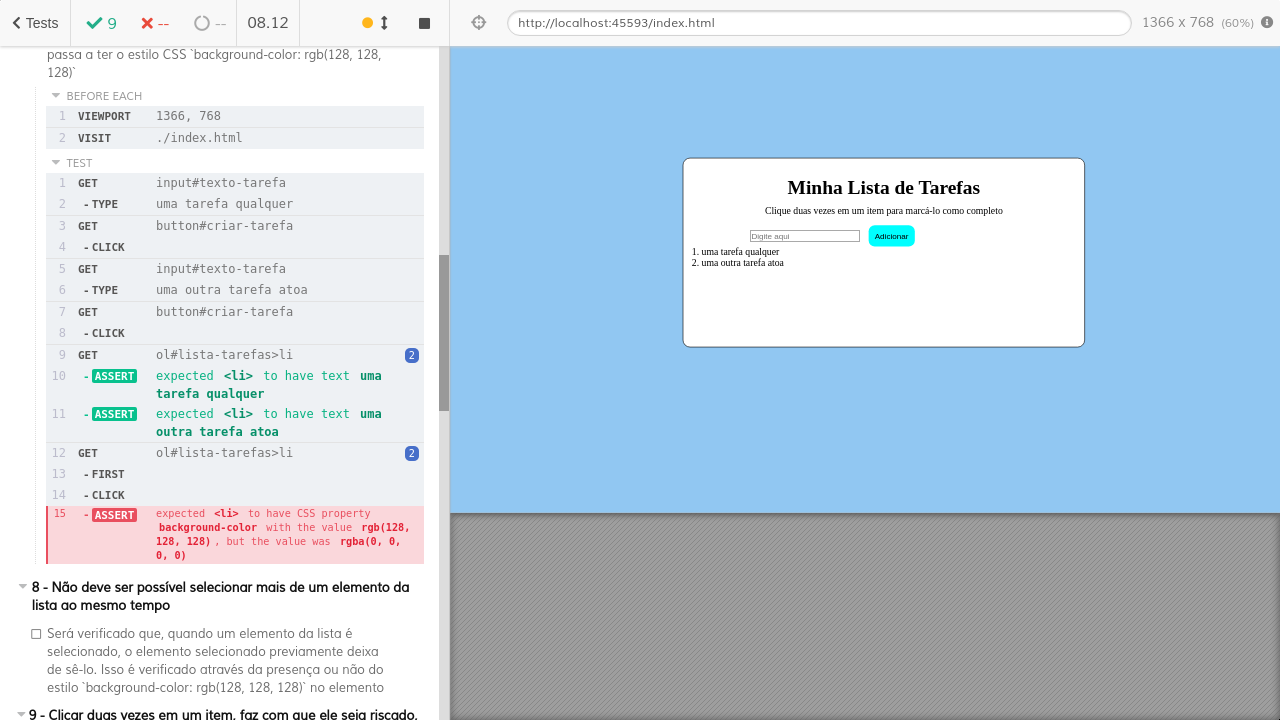 Tests 9 -- -- 08.12
passa a ter o estilo CSS `background-color: rgb(128, 128,
128)`
BEFORE EACH
1 VIEWPORT 1366, 768
2 VISIT ./index.html
TEST
1 GET input#texto-tarefa
2 - TYPE uma tarefa qualquer
3 GET button#criar-tarefa
4 - CLICK
5 GET input#texto-tarefa
6 - TYPE uma outra tarefa atoa
7 GET button#criar-tarefa
8 - CLICK
9 GET ol#lista-tarefas>li 2
10 - ASSERT expected <li> to have text uma
tarefa qualquer
11 - ASSERT expected <li> to have text uma
outra tarefa atoa
12 GET ol#lista-tarefas>li 2
13 - FIRST
14 - CLICK
15 - ASSERT expected <li> to have CSS property
background-color with the value rgb(128,
128, 128) , but the value was rgba(0, 0,
0, 0)
8 - Não deve ser possível selecionar mais de um elemento da
lista ao mesmo tempo
Será verificado que, quando um elemento da lista é
selecionado, o elemento selecionado previamente deixa
de sê-lo. Isso é verificado através da presença ou não do
estilo `background-color: rgb(128, 128, 128)` no elemento
9 - Clicar duas vezes em um item, faz com que ele seja riscado,
http://localhost:45593/index.html 1366 x 768 (60%)
Minha Lista de Tarefas
Clique duas vezes em um item para marcá-lo como completo
Digite aqui Adicionar
1. uma tarefa qualquer
2. uma outra tarefa atoa